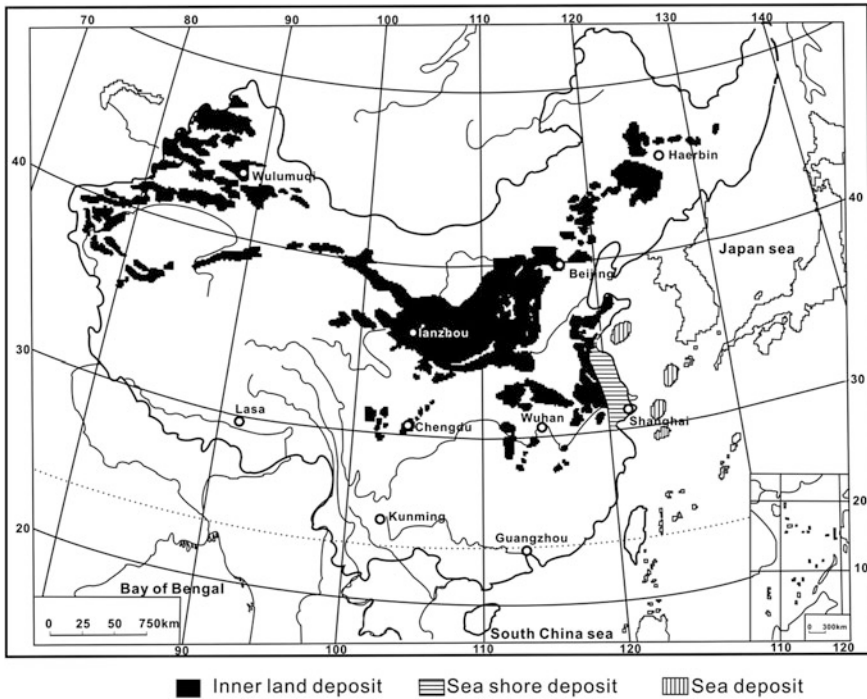 70 80 90 100 110 120 130 140
40
30
20
Wulumuqi
Haerbin
40
Japan sea
Beijing
lanzhou
30
Lasa
Chengdu
Wuhan
Shanghai
Kunming
Guangzhou
20
10
Bay of Bengal
0 25 750km
South China sea
0 300km
90 100 110 120 110 120
Inner land deposit Sea shore deposit Sea deposit